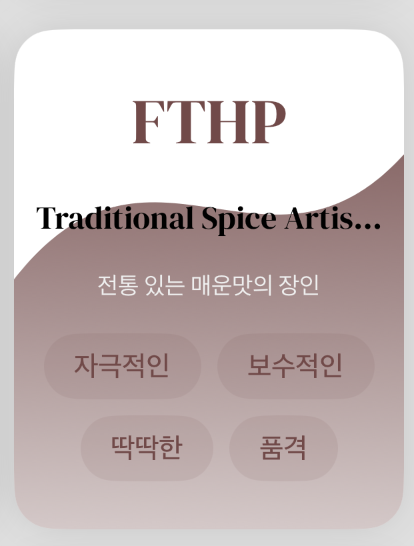 FTHP
Traditional Spice Artis...
전통 있는 매운맛의 장인
자극적인 보수적인
딱딱한 품격